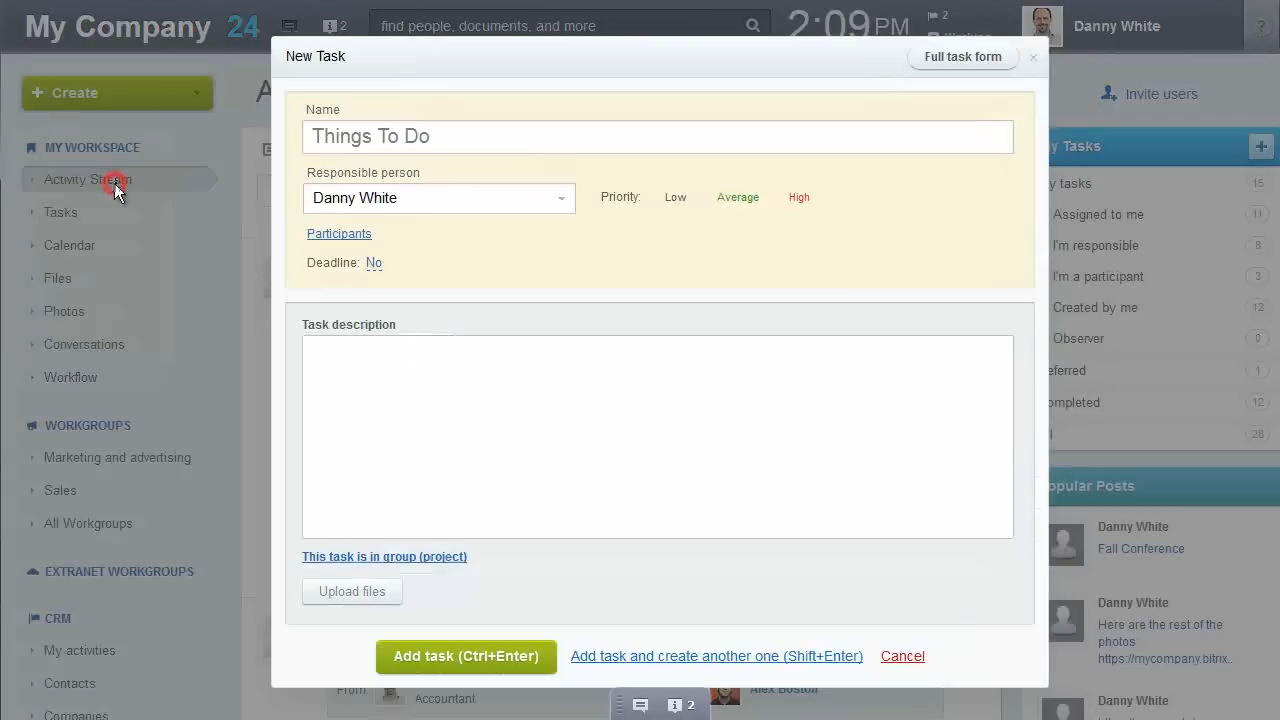 My Company 24
2
find people, documents, and more
2:09 PM
2
Danny White
?
New Task
Full task form
Create
Invite users
MY WORKSPACE
Activity Stream
Tasks
Calendar
Files
Photos
Conversations
Workflow
WORKGROUPS
Marketing and advertising
Sales
All Workgroups
EXTRANET WORKGROUPS
CRM
My activities
Contacts
Companies
Name
Things To Do
Responsible person
Danny White
Priority: Low Average High
Participants
Deadline: No
Task description
This task is in group (project)
Upload files
Add task (Ctrl+Enter)
Add task and create another one (Shift+Enter)
Cancel
From:
Accountant
Alex Boston
2
Tasks
tasks 15
Assigned to me 11
I'm responsible 8
I'm a participant 3
Created by me 12
Observer 0
1
12
28
Posts
Danny White
Fall Conference
Danny White
Here are the rest of the
photos
https://mycompany.bitrix..
Danny White